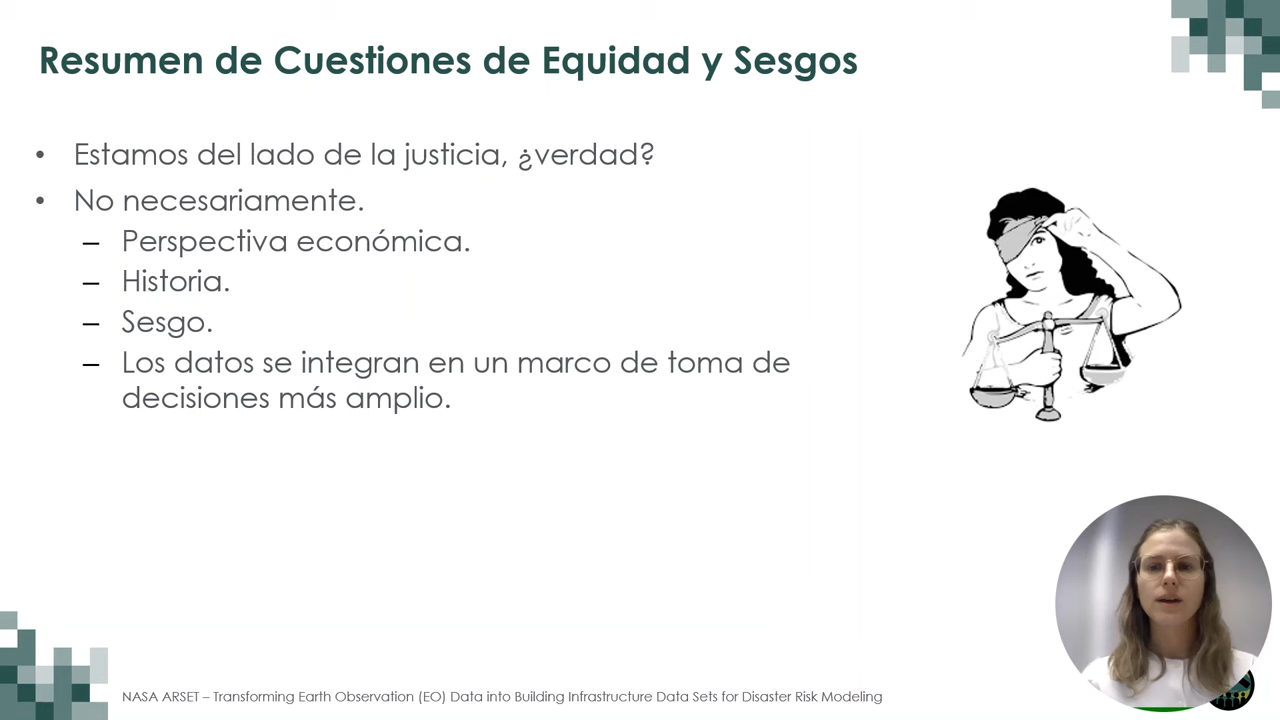 Resumen de Cuestiones de Equidad y Sesgos
• Estamos del lado de la justicia, ¿verdad?
• No necesariamente.
– Perspectiva económica.
– Historia.
– Sesgo.
– Los datos se integran en un marco de toma de
decisiones más amplio.
NASA ARSET – Transforming Earth Observation (EO) Data into Building Infrastructure Data Sets for Disaster Risk Modeling